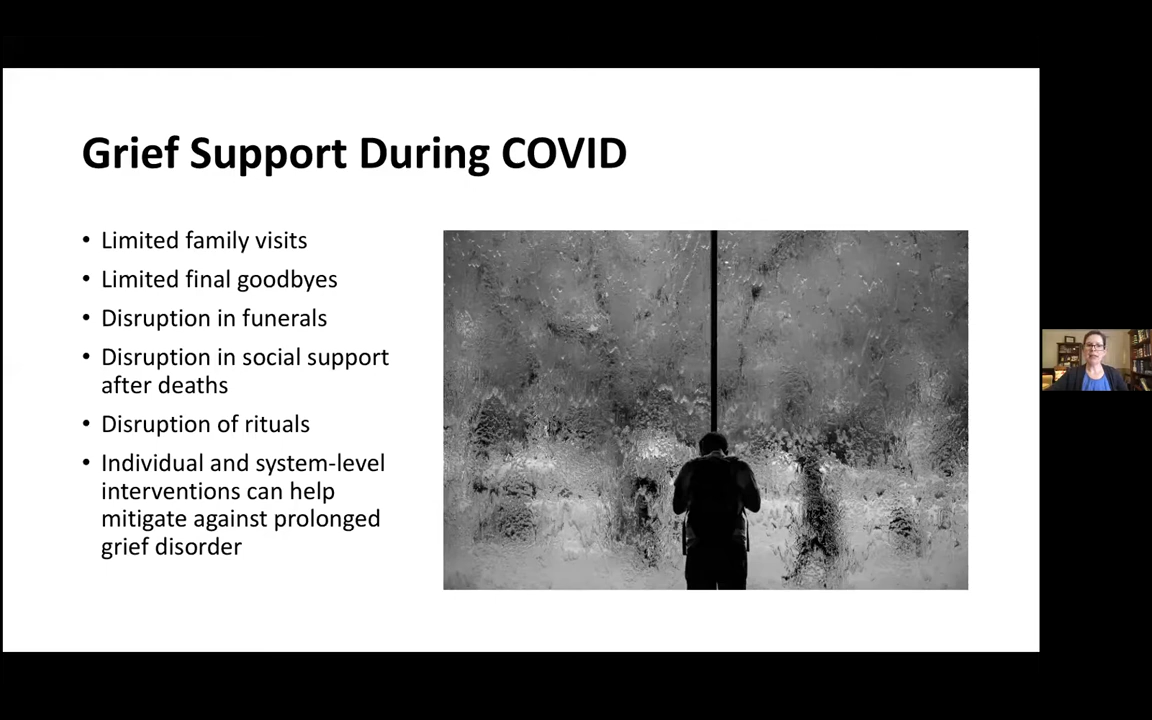 Grief Support During COVID
• Limited family visits
• Limited final goodbyes
• Disruption in funerals
• Disruption in social support
after deaths
• Disruption of rituals
• Individual and system-level
interventions can help
mitigate against prolonged
grief disorder